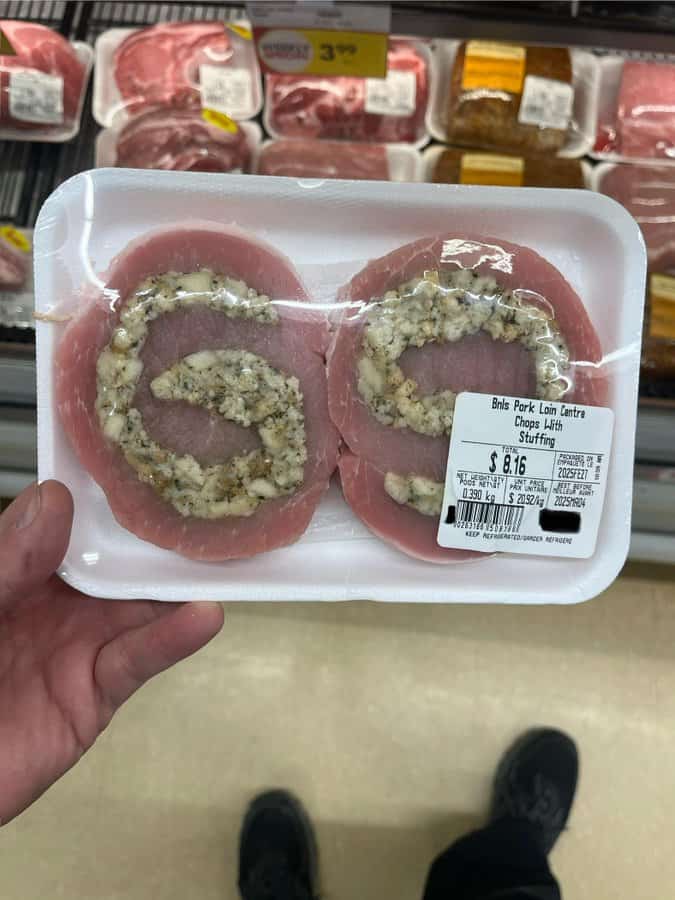 3.99
Bnls Pork Loin Centre
Chops With
Stuffing
TOTAL
$ 8.16
PACKAGED ON
EMPAQUETE LE
2025FE27
NET WEIGHT
POIDS NET
UNIT PRICE
PRIX UNITAIRE
BEST BEFORE
MEILLEUR AVANT
0.390 kg
$ 20.92/kg
2025MR04
KEEP REFRIGERATED/GARDER REFRIGERE